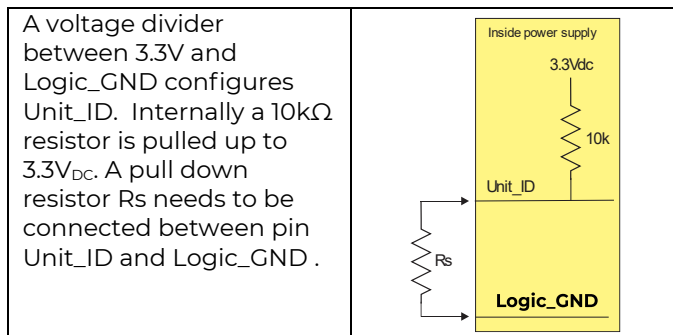 A voltage divider
between 3.3V and
Logic_GND configures
Unit_ID.  Internally a 10kΩ
resistor is pulled up to
3.3VDC. A pull down
resistor Rs needs to be
connected between pin
Unit_ID and Logic_GND .
Inside power supply
3.3Vdc
10k
Unit_ID
Rs
Logic_GND